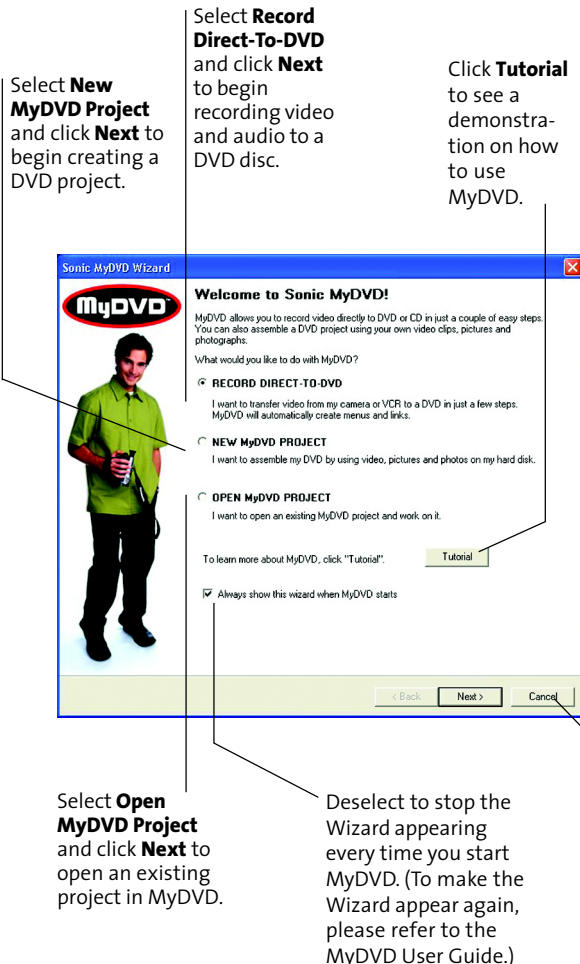 Select New
MyDVD Project
and click Next to
begin creating a
DVD project.
Select Record
Direct-To-DVD
and click Next
to begin
recording video
and audio to a
DVD disc.
Click Tutorial
to see a
demonstra-
tion on how
to use
MyDVD.
Sonic MyDVD Wizard
MyDVD
Welcome to Sonic MyDVD!
MyDVD allows you to record video directly to DVD or CD in just a couple of easy steps.
You can also assemble a DVD project using your own video clips, pictures and
photographs.
What would you like to do with MyDVD?
RECORD DIRECT-TO-DVD
I want to transfer video from my camera or VCR to a DVD in just a few steps.
MyDVD will automatically create menus and links.
NEW MyDVD PROJECT
I want to assemble my DVD by using video, pictures and photos on my hard disk.
OPEN MyDVD PROJECT
I want to open an existing MyDVD project and work on it.
To learn more about MyDVD, click "Tutorial".
Tutorial
Always show this wizard when MyDVD starts
< Back
Next >
Cancel
Select Open
MyDVD Project
and click Next to
open an existing
project in MyDVD.
Deselect to stop the
Wizard appearing
every time you start
MyDVD. (To make the
Wizard appear again,
please refer to the
MyDVD User Guide.)